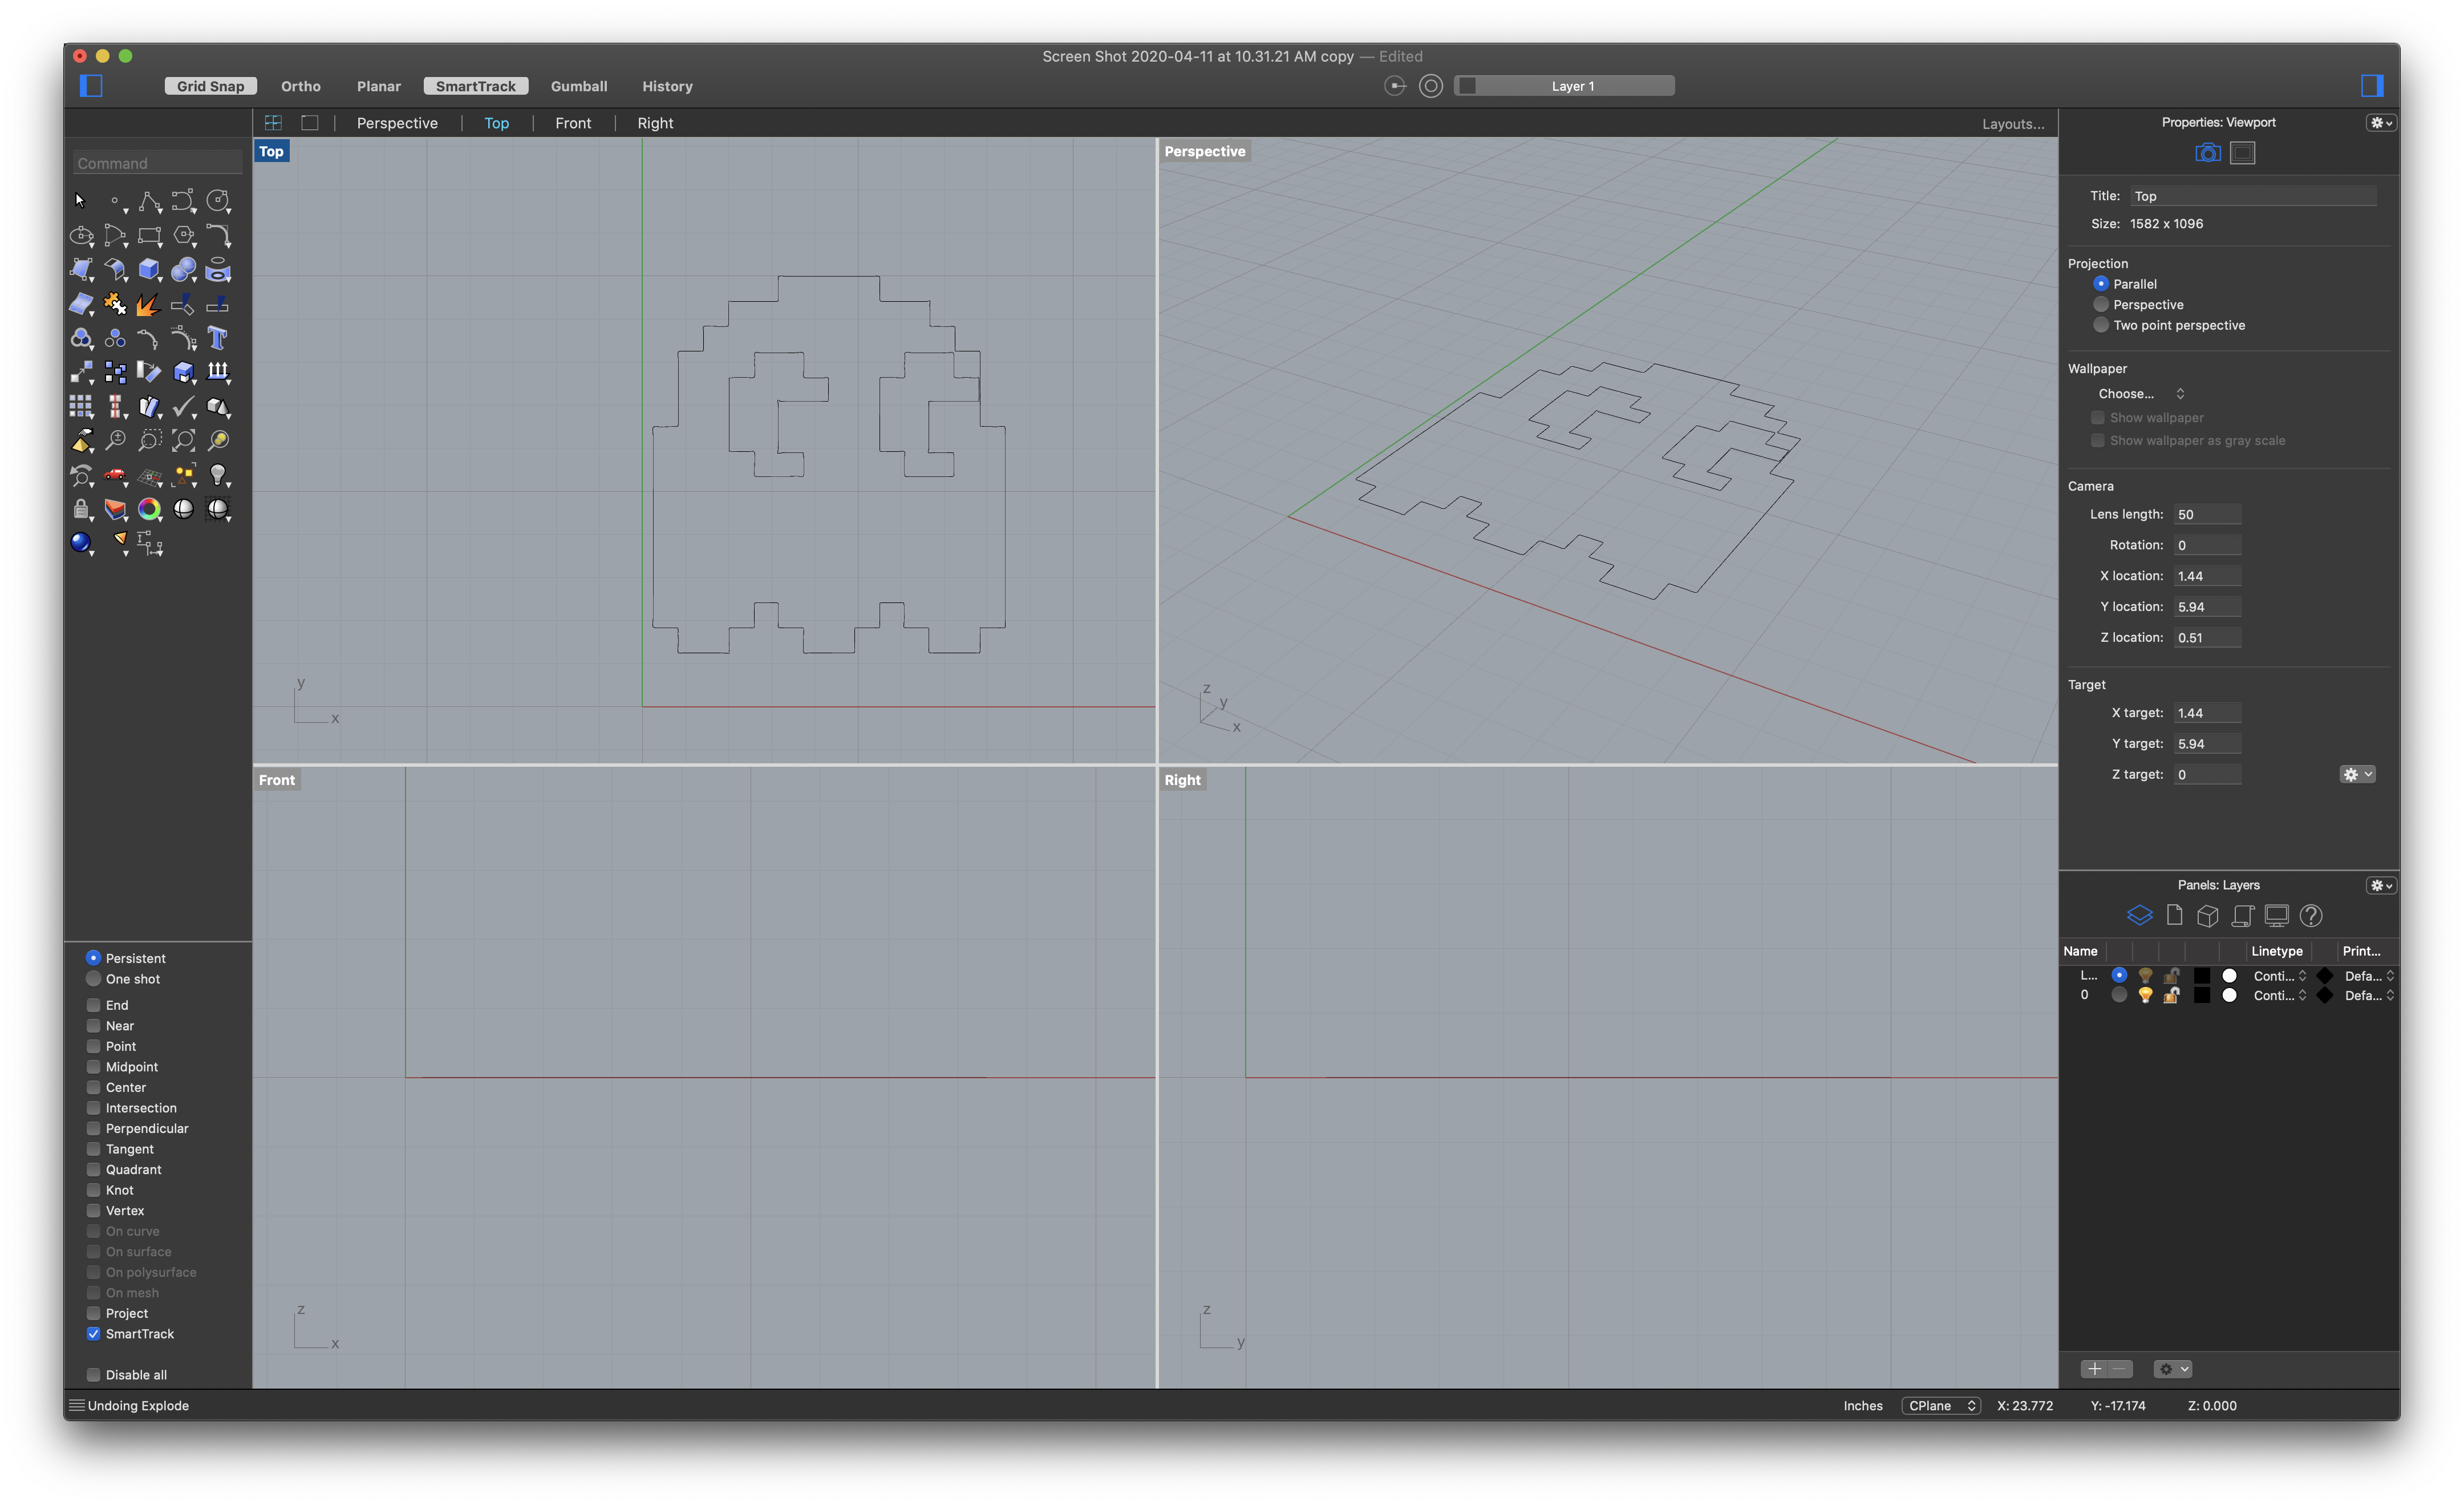 Screen Shot 2020-04-11 at 10.31.21 AM copy — Edited
Grid Snap Ortho Planar SmartTrack Gumball History Layer 1
Perspective Top Front Right Layouts...
Command
Top
y
x
Perspective
z
y
x
Front
z
x
Right
z
y
Properties: Viewport
Title: Top
Size: 1582 x 1096
Projection
Parallel
Perspective
Two point perspective
Wallpaper
Choose...
Show wallpaper
Show wallpaper as gray scale
Camera
Lens length: 50
Rotation: 0
X location: 1.44
Y location: 5.94
Z location: 0.51
Target
X target: 1.44
Y target: 5.94
Z target: 0
Panels: Layers
Name Linetype Print...
L... Conti... Defa...
0 Conti... Defa...
Persistent
One shot
End
Near
Point
Midpoint
Center
Intersection
Perpendicular
Tangent
Quadrant
Knot
Vertex
On curve
On surface
On polysurface
On mesh
Project
SmartTrack
Disable all
Undoing Explode Inches CPlane X: 23.772 Y: -17.174 Z: 0.000